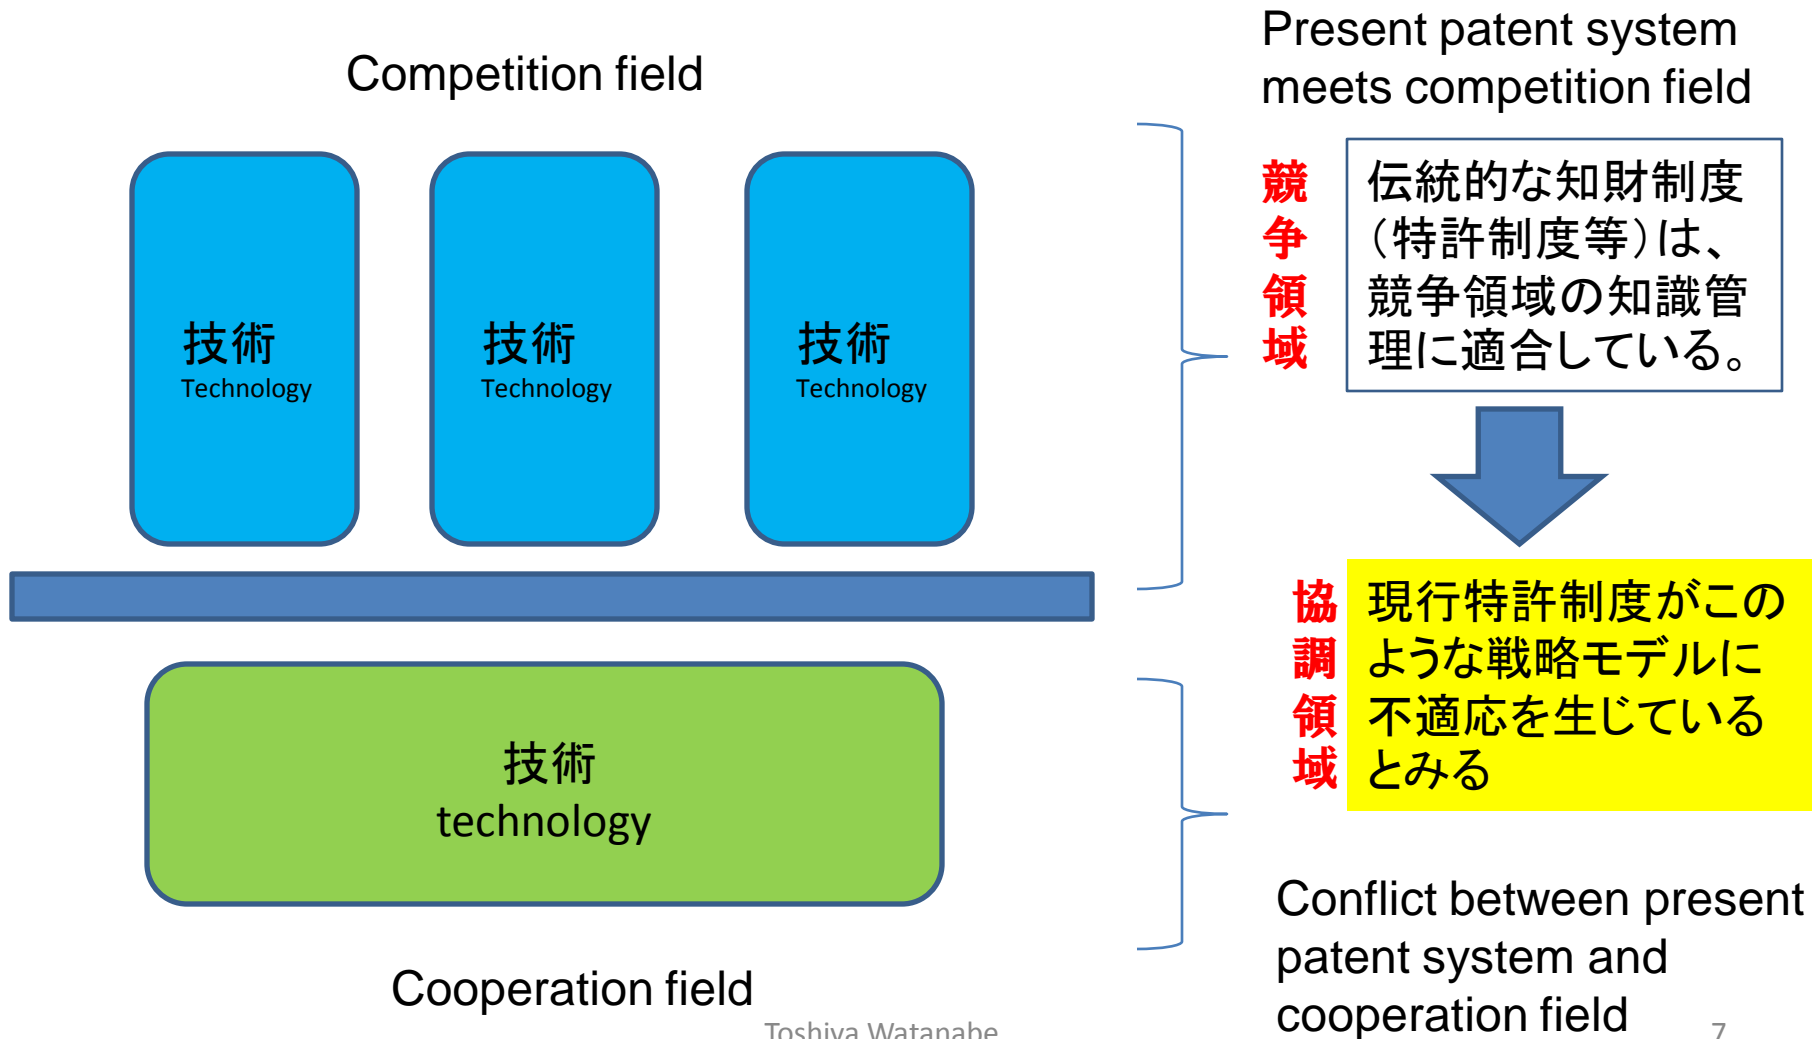 Competition field
技術
Technology
技術
Technology
技術
Technology
技術
technology
Cooperation field
Present patent system
meets competition field
競
争
領
域
伝統的な知財制度
（特許制度等）は、
競争領域の知識管
理に適合している。
協
調
領
域
現行特許制度がこの
ような戦略モデルに
不適応を生じている
とみる
Conflict between present
patent system and
cooperation field
Toshiya Watanabe
7